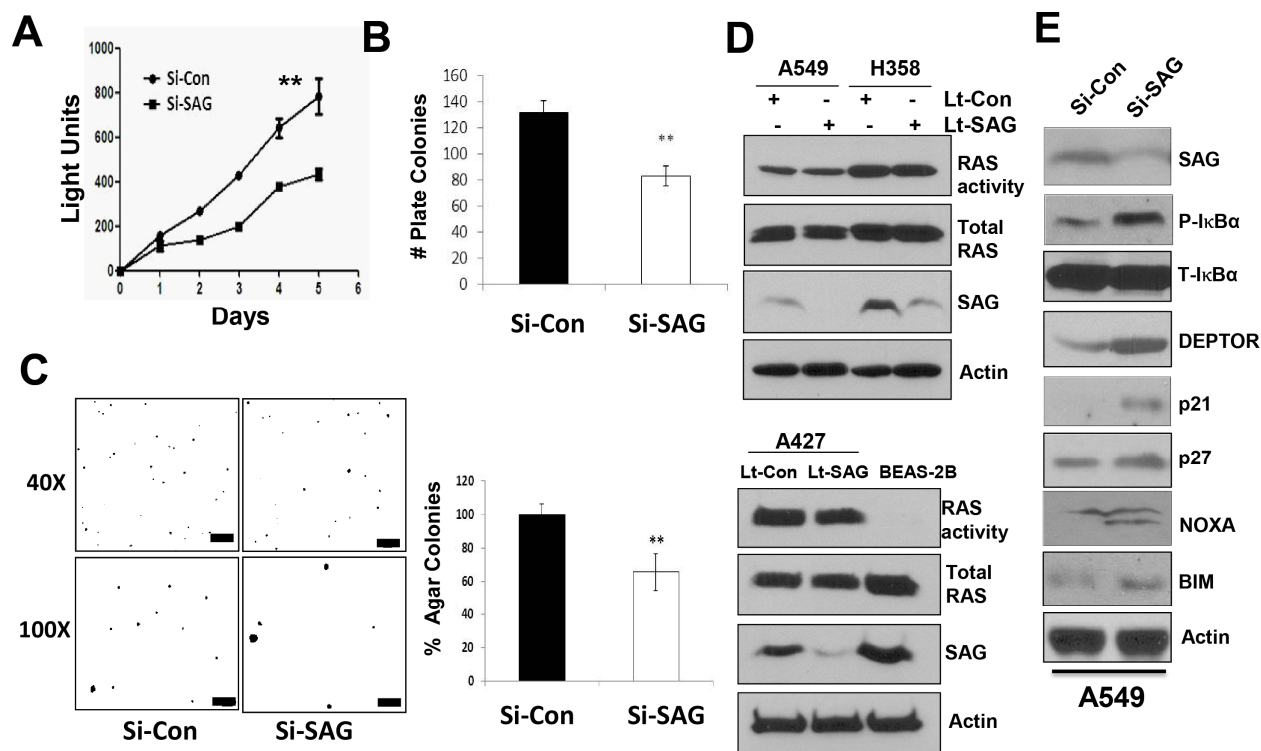 A
1000
800
600
400
200
0
Light Units
Si-Con
Si-SAG
**
0 1 2 3 4 5 6
Days
B
160
140
120
100
80
60
40
20
0
# Plate Colonies
**
Si-Con Si-SAG
C
40X
100X
Si-Con Si-SAG
120
100
80
60
40
20
0
% Agar Colonies
**
Si-Con Si-SAG
D
A549 H358
+ - + - Lt-Con
- + - + Lt-SAG
RAS
activity
Total
RAS
SAG
Actin
A427
Lt-Con Lt-SAG BEAS-2B
RAS
activity
Total
RAS
SAG
Actin
E
Si-Con Si-SAG
SAG
P-IκBα
T-IκBα
DEPTOR
p21
p27
NOXA
BIM
Actin
A549